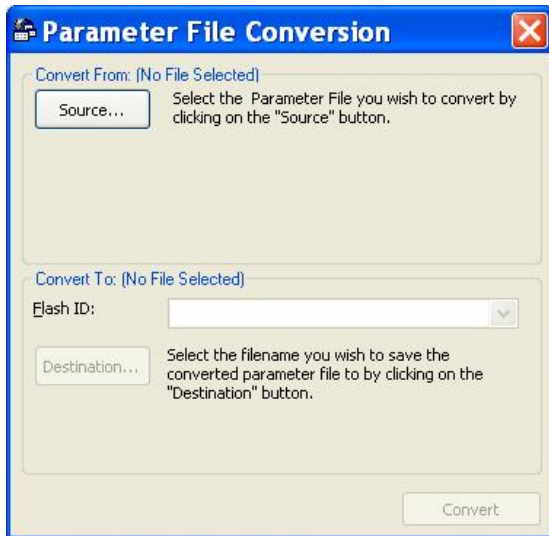 Parameter File Conversion
Convert From: (No File Selected)
Source...
Select the Parameter File you wish to convert by
clicking on the "Source" button.
Convert To: (No File Selected)
Flash ID:
Destination...
Select the filename you wish to save the
converted parameter file to by clicking on the
"Destination" button.
Convert